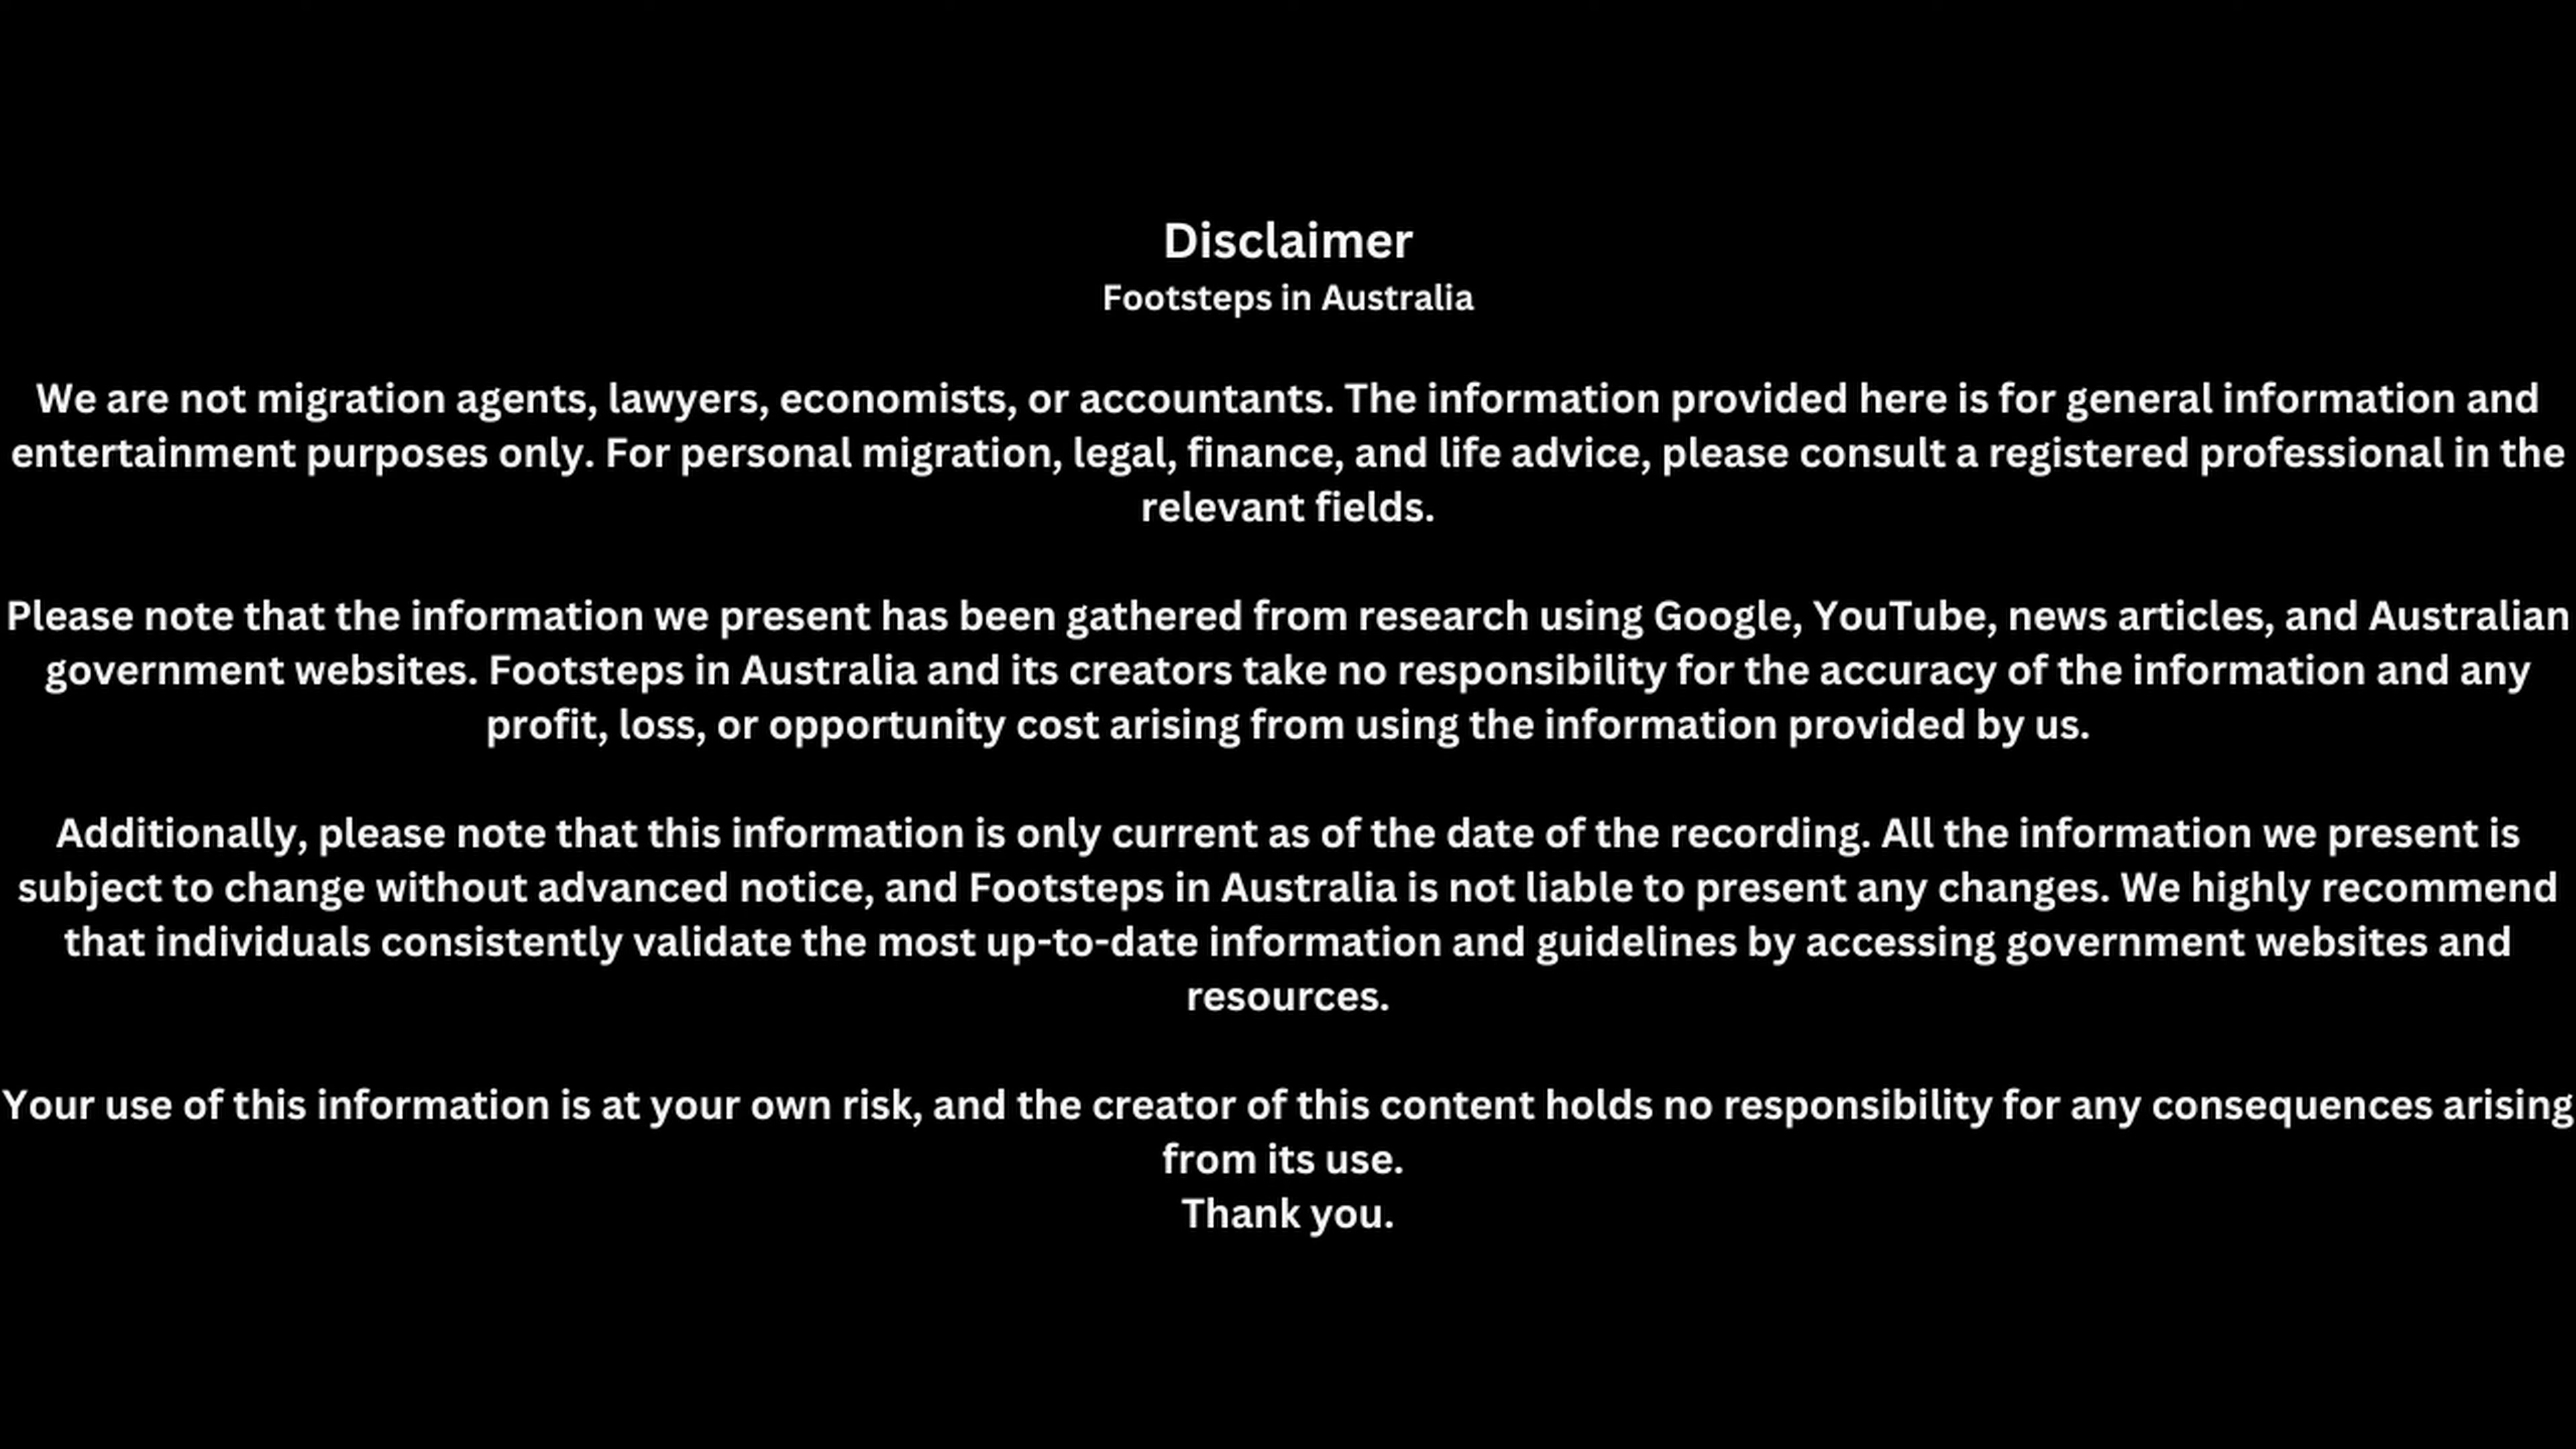 Disclaimer
Footsteps in Australia
We are not migration agents, lawyers, economists, or accountants. The information provided here is for general information and
entertainment purposes only. For personal migration, legal, finance, and life advice, please consult a registered professional in the
relevant fields.
Please note that the information we present has been gathered from research using Google, YouTube, news articles, and Australian
government websites. Footsteps in Australia and its creators take no responsibility for the accuracy of the information and any
profit, loss, or opportunity cost arising from using the information provided by us.
Additionally, please note that this information is only current as of the date of the recording. All the information we present is
subject to change without advanced notice, and Footsteps in Australia is not liable to present any changes. We highly recommend
that individuals consistently validate the most up-to-date information and guidelines by accessing government websites and
resources.
Your use of this information is at your own risk, and the creator of this content holds no responsibility for any consequences arising
from its use.
Thank you.